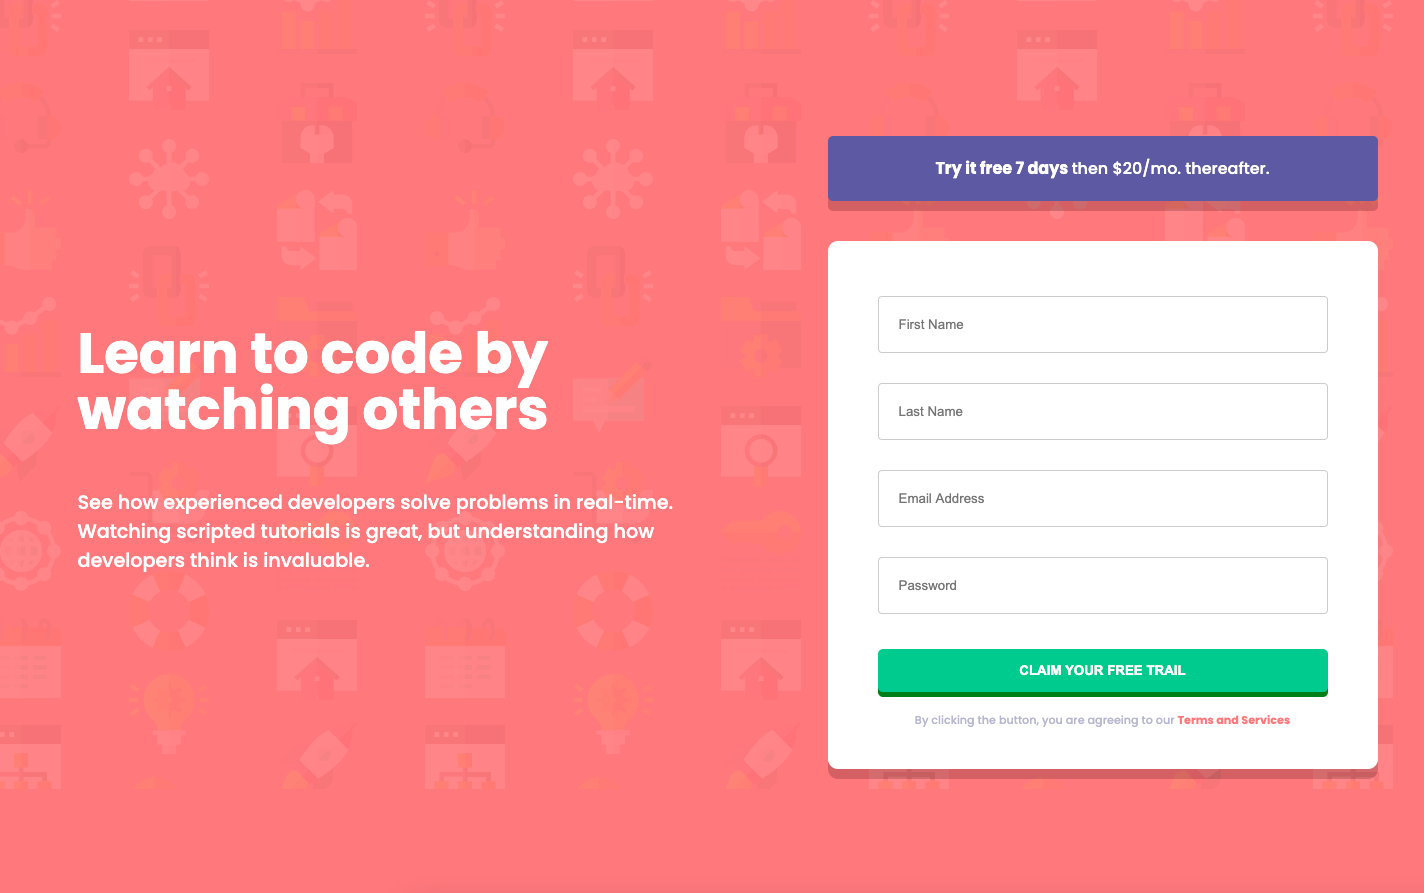 Learn to code by
watching others
See how experienced developers solve problems in real-time.
Watching scripted tutorials is great, but understanding how
developers think is invaluable.
Try it free 7 days then $20/mo. thereafter.
First Name
Last Name
Email Address
Password
CLAIM YOUR FREE TRAIL
By clicking the button, you are agreeing to our Terms and Services